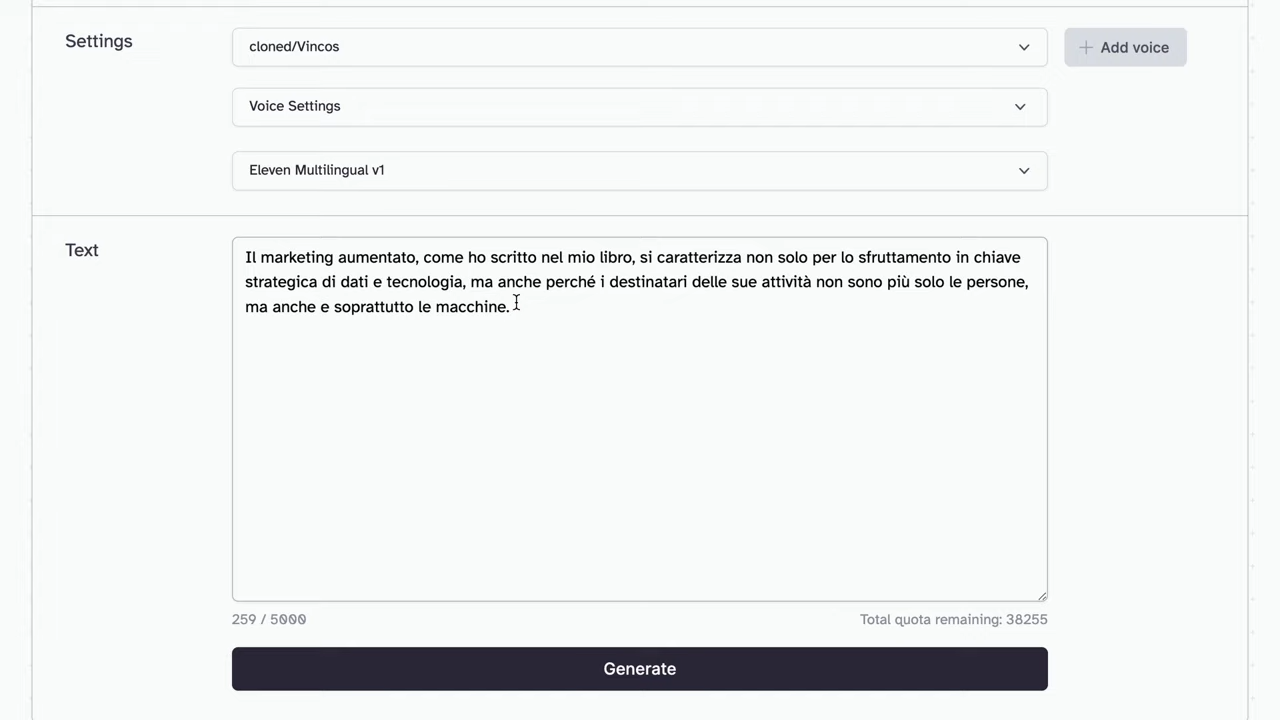 Settings
cloned/Vincos
Add voice
Voice Settings
Eleven Multilingual v1
Text
Il marketing aumentato, come ho scritto nel mio libro, si caratterizza non solo per lo sfruttamento in chiave
strategica di dati e tecnologia, ma anche perché i destinatari delle sue attività non sono più solo le persone,
ma anche e soprattutto le macchine.
259 / 5000
Total quota remaining: 38255
Generate